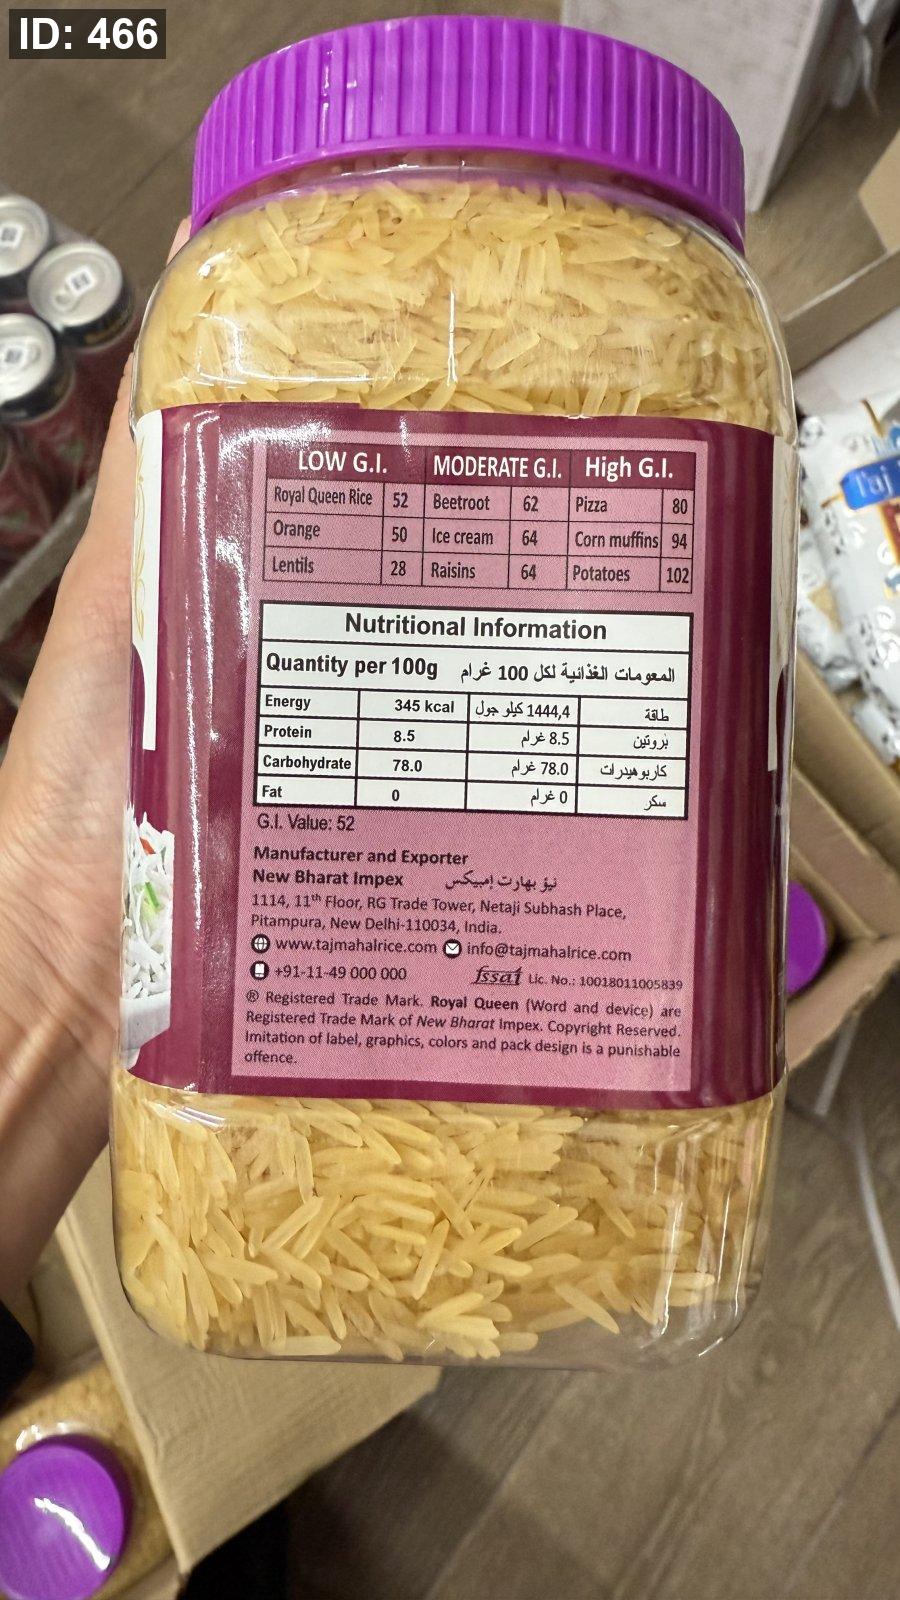 ID: 466
LOW G.I. MODERATE G.I. High G.I.
Royal Queen Rice 52 Beetroot 62 Pizza 80
Orange 50 Ice cream 64 Corn muffins 94
Lentils 28 Raisins 64 Potatoes 102
Nutritional Information
Quantity per 100g المعومات الغذائية لكل 100 غرام
Energy 345 kcal 1444,4 كيلو جول طاقة
Protein 8.5 8.5 غرام بروتين
Carbohydrate 78.0 78.0 غرام كاربوهيدرات
Fat 0 0 غرام سكر
G.I. Value: 52
Manufacturer and Exporter
New Bharat Impex نيؤ بهارت إمبيكس
1114, 11th Floor, RG Trade Tower, Netaji Subhash Place,
Pitampura, New Delhi-110034, India.
www.tajmahalrice.com info@tajmahalrice.com
+91-11-49 000 000 fssai Lic. No.: 10018011005839
® Registered Trade Mark. Royal Queen (Word and device) are
Registered Trade Mark of New Bharat Impex. Copyright Reserved.
Imitation of label, graphics, colors and pack design is a punishable
offence.
Taj